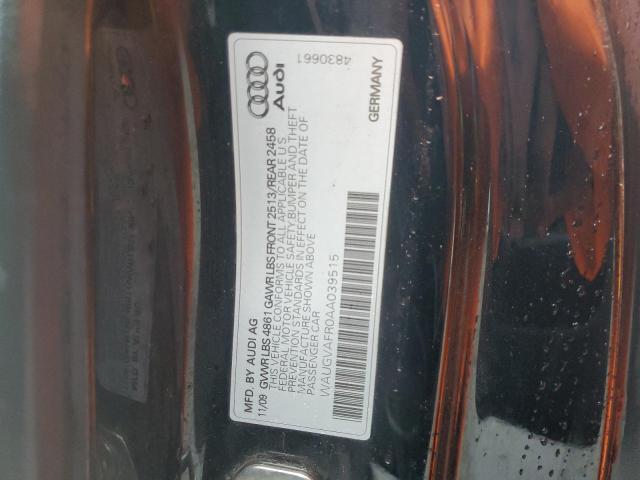 MFD. BY AUDI AG
11/09 GVWR LBS 4861 GAWR LBS FRONT 2513/REAR 2458
THIS VEHICLE CONFORMS TO ALL APPLICABLE U.S.
FEDERAL MOTOR VEHICLE SAFETY, BUMPER AND THEFT
PREVENTION STANDARDS IN EFFECT ON THE DATE OF
MANUFACTURE SHOWN ABOVE
PASSENGER CAR
WAUGVAFR0AA039515
Audi
4830661
GERMANY